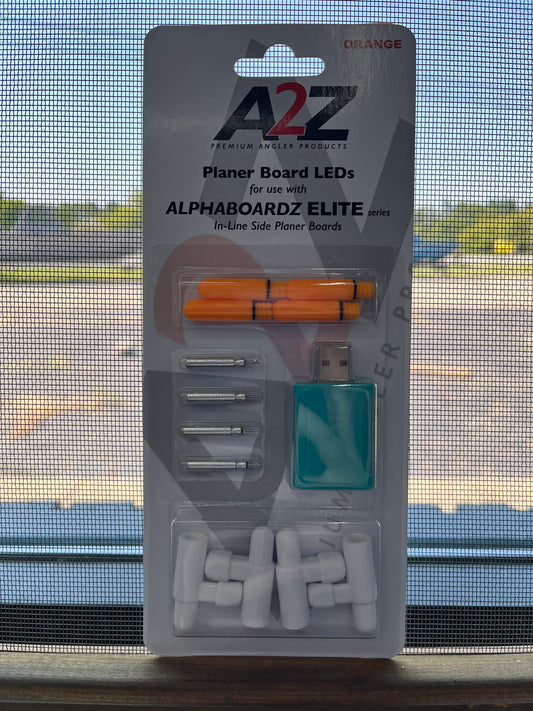 ORANGE
A2Z
PREMIUM ANGLER PRODUCTS
Planer Board LEDs
for use with
ALPHABOARDZ ELITE series
In-Line Side Planer Boards